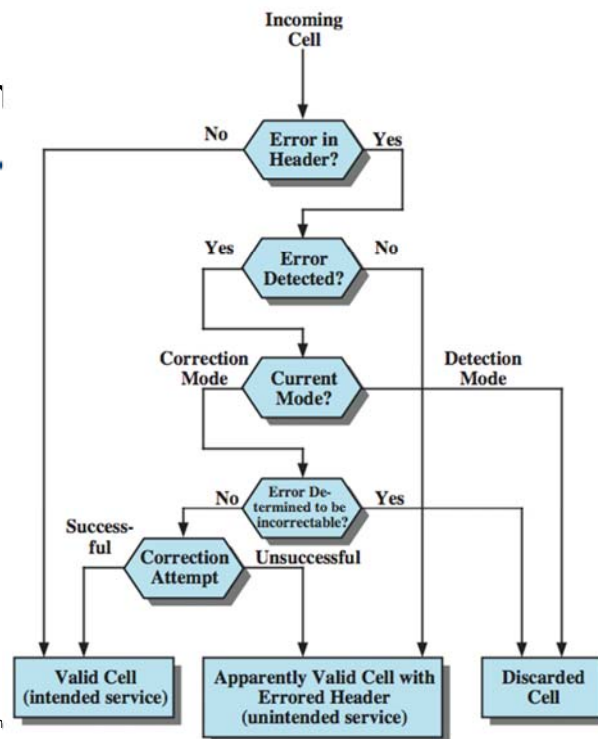 Incoming
Cell
No
Error in
Header?
Yes
Yes
Error
Detected?
No
Correction
Mode
Current
Mode?
Detection
Mode
No
Error De-
termined to be
incorrectable?
Yes
Success-
ful
Correction
Attempt
Unsuccessful
Valid Cell
(intended service)
Apparently Valid Cell with
Errored Header
(unintended service)
Discarded
Cell